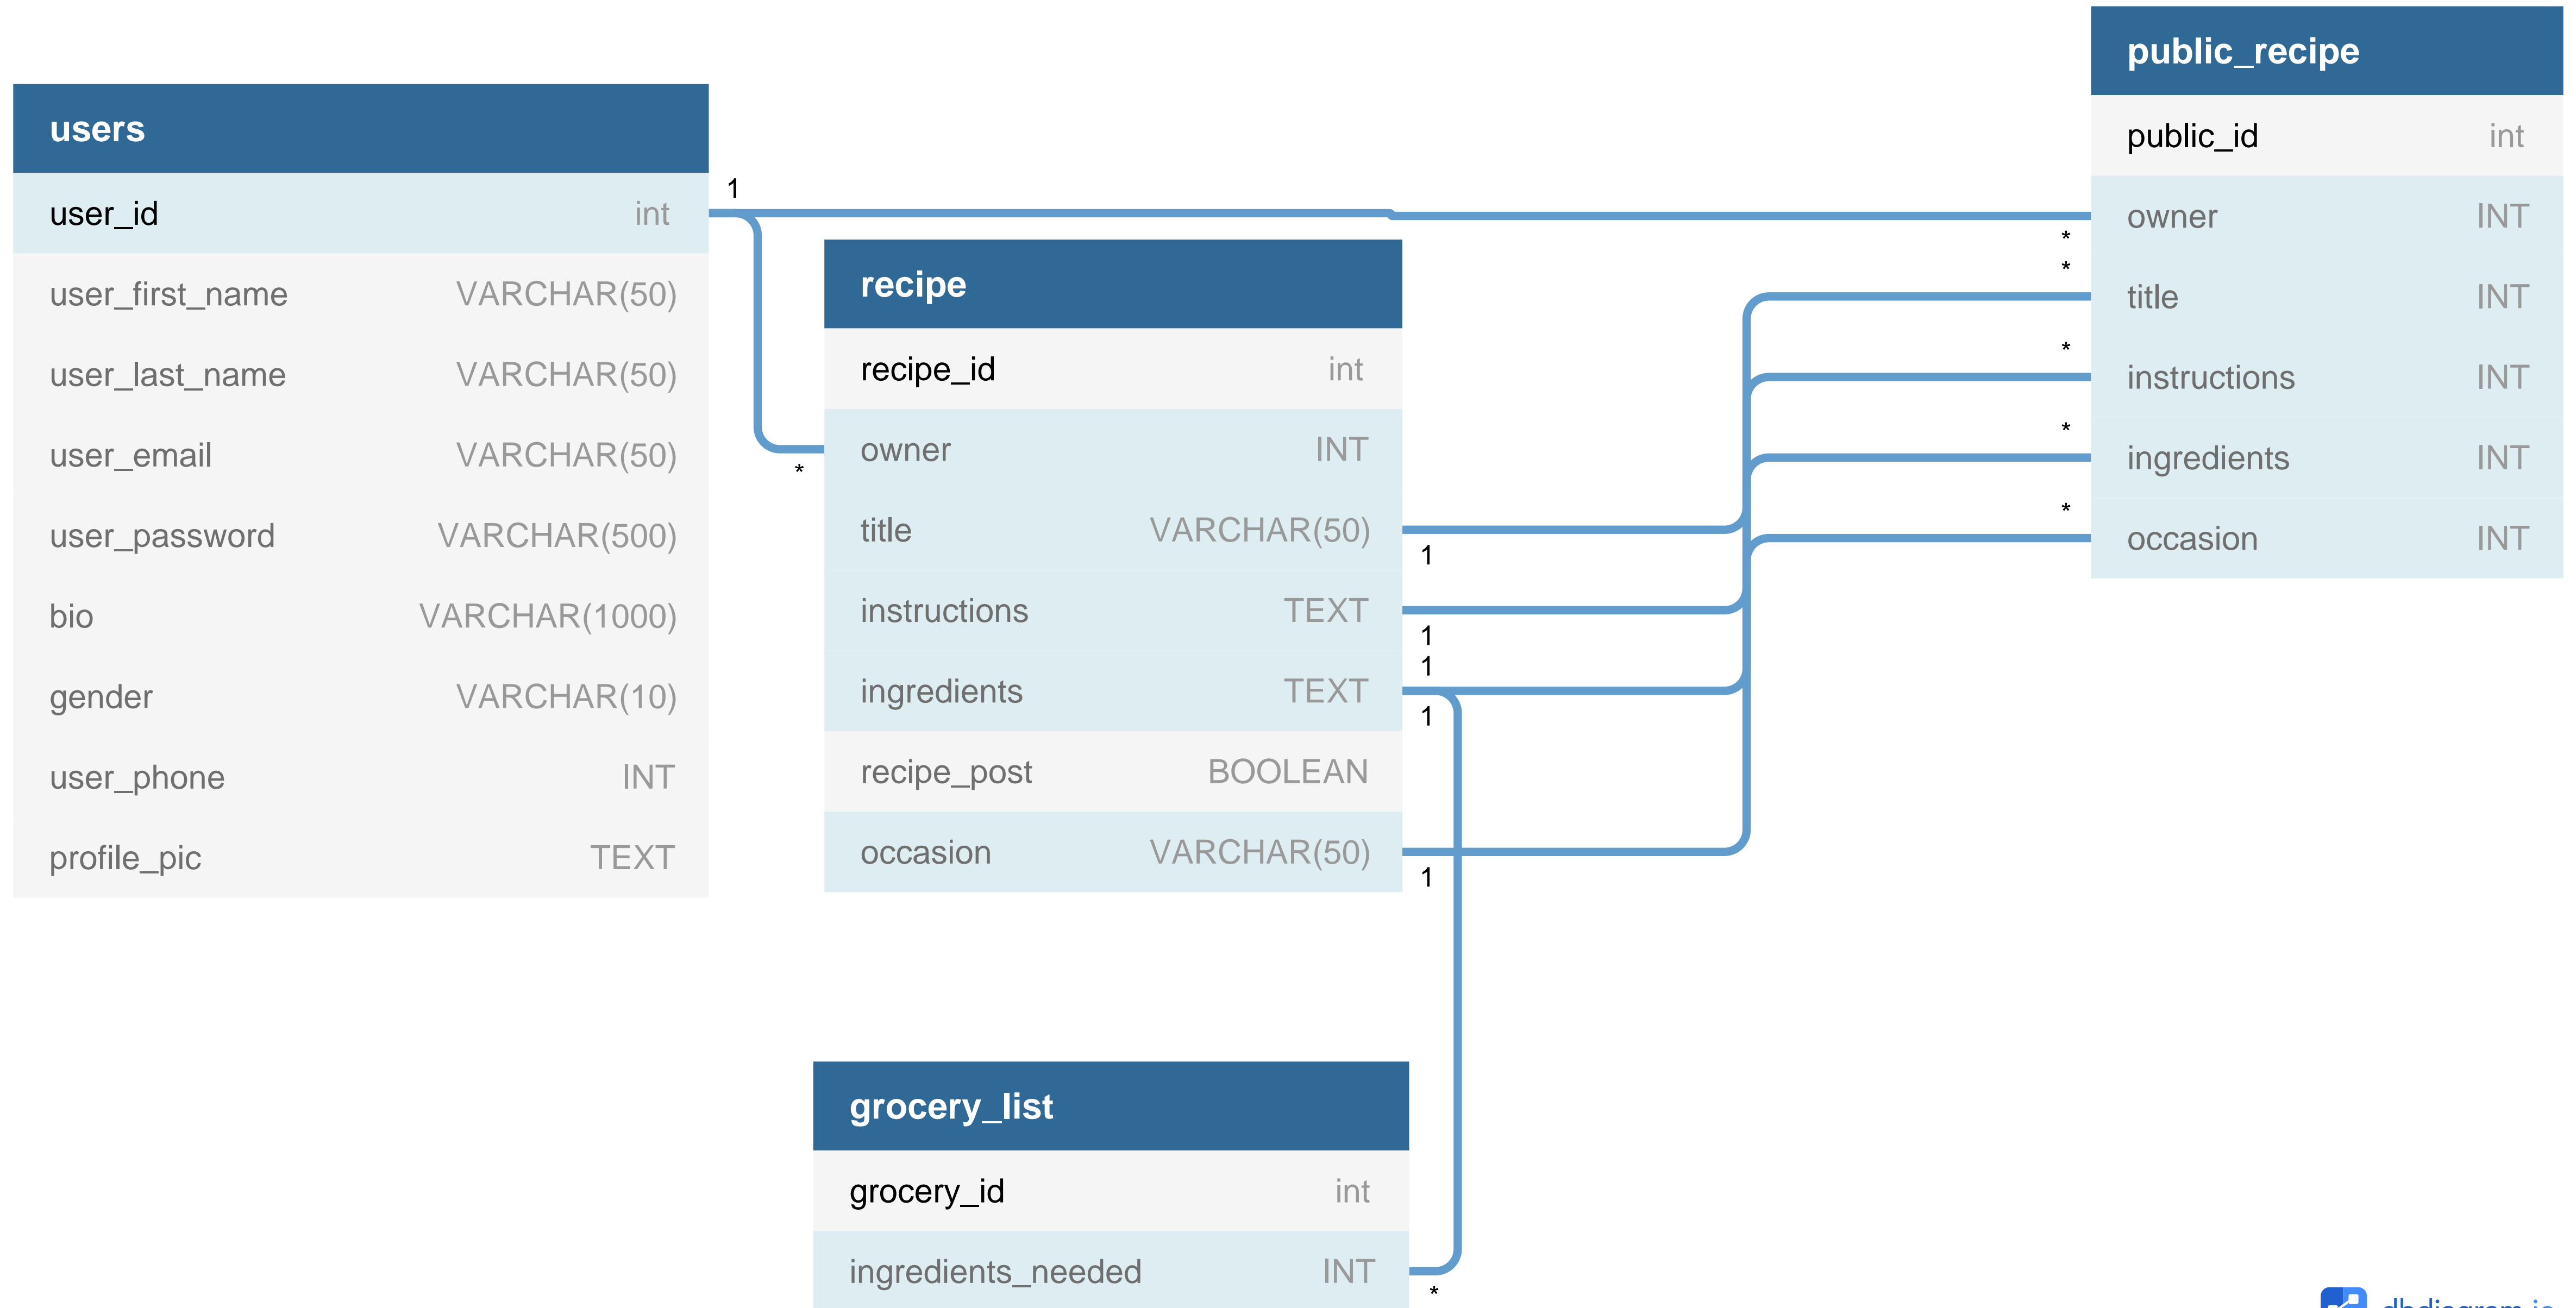 users
user_id int
user_first_name VARCHAR(50)
user_last_name VARCHAR(50)
user_email VARCHAR(50)
user_password VARCHAR(500)
bio VARCHAR(1000)
gender VARCHAR(10)
user_phone INT
profile_pic TEXT
1
*
recipe
recipe_id int
owner INT
title VARCHAR(50)
instructions TEXT
ingredients TEXT
recipe_post BOOLEAN
occasion VARCHAR(50)
1
1
1
1
1
grocery_list
grocery_id int
ingredients_needed INT
*
public_recipe
public_id int
owner INT
title INT
instructions INT
ingredients INT
occasion INT
*
*
*
*
*